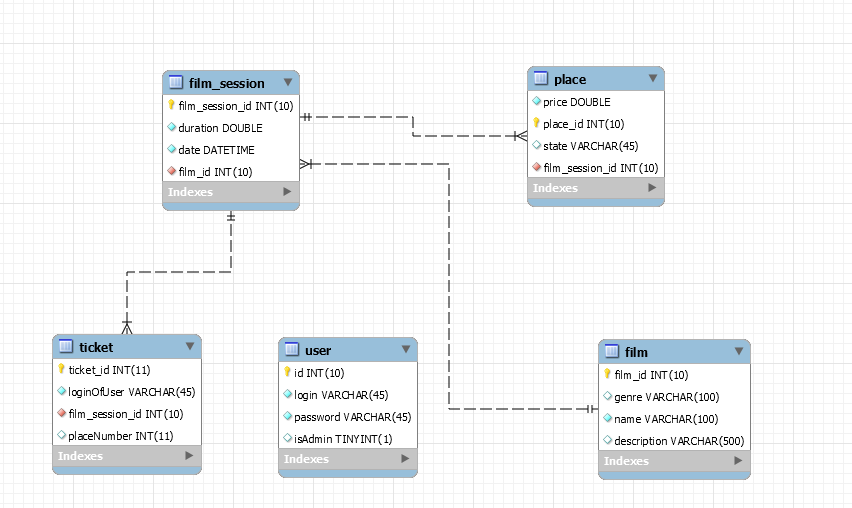 film_session
film_session_id INT(10)
duration DOUBLE
date DATETIME
film_id INT(10)
Indexes
place
price DOUBLE
place_id INT(10)
state VARCHAR(45)
film_session_id INT(10)
Indexes
ticket
ticket_id INT(11)
loginOfUser VARCHAR(45)
film_session_id INT(10)
placeNumber INT(11)
Indexes
user
id INT(10)
login VARCHAR(45)
password VARCHAR(45)
isAdmin TINYINT(1)
Indexes
film
film_id INT(10)
genre VARCHAR(100)
name VARCHAR(100)
description VARCHAR(500)
Indexes